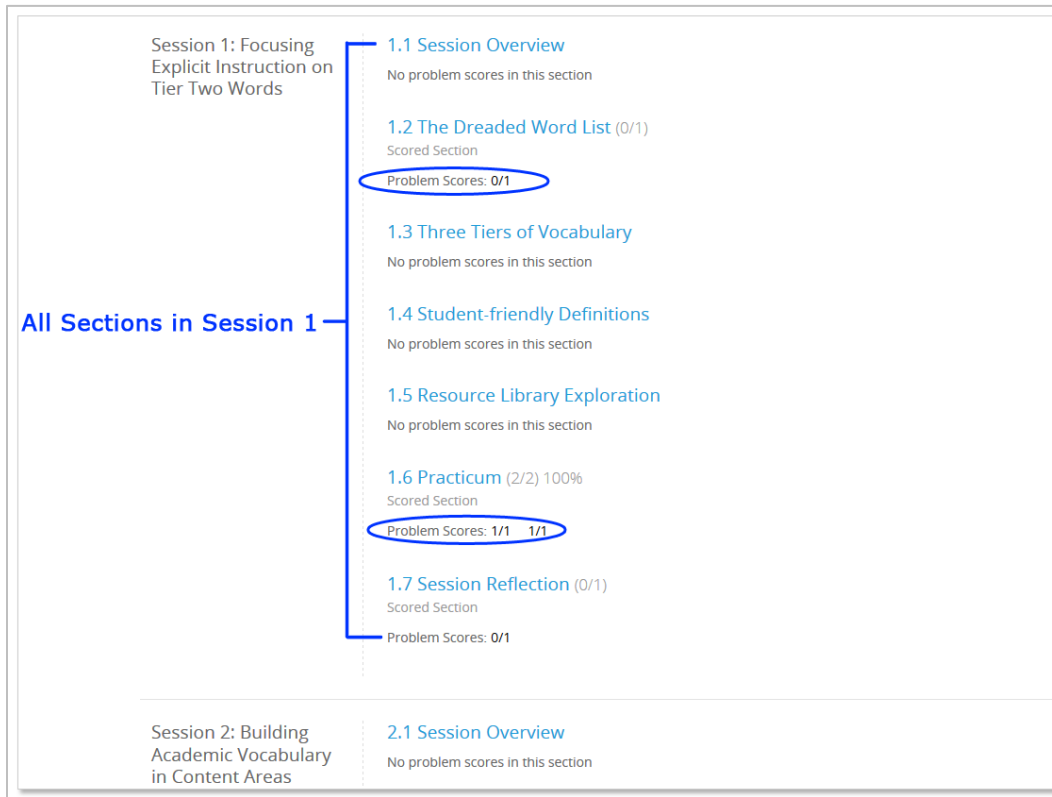 Session 1: Focusing
Explicit Instruction on
Tier Two Words
1.1 Session Overview
No problem scores in this section
1.2 The Dreaded Word List (0/1)
Scored Section
Problem Scores: 0/1
1.3 Three Tiers of Vocabulary
No problem scores in this section
All Sections in Session 1
1.4 Student-friendly Definitions
No problem scores in this section
1.5 Resource Library Exploration
No problem scores in this section
1.6 Practicum (2/2) 100%
Scored Section
Problem Scores: 1/1 1/1
1.7 Session Reflection (0/1)
Scored Section
Problem Scores: 0/1
Session 2: Building
Academic Vocabulary
in Content Areas
2.1 Session Overview
No problem scores in this section